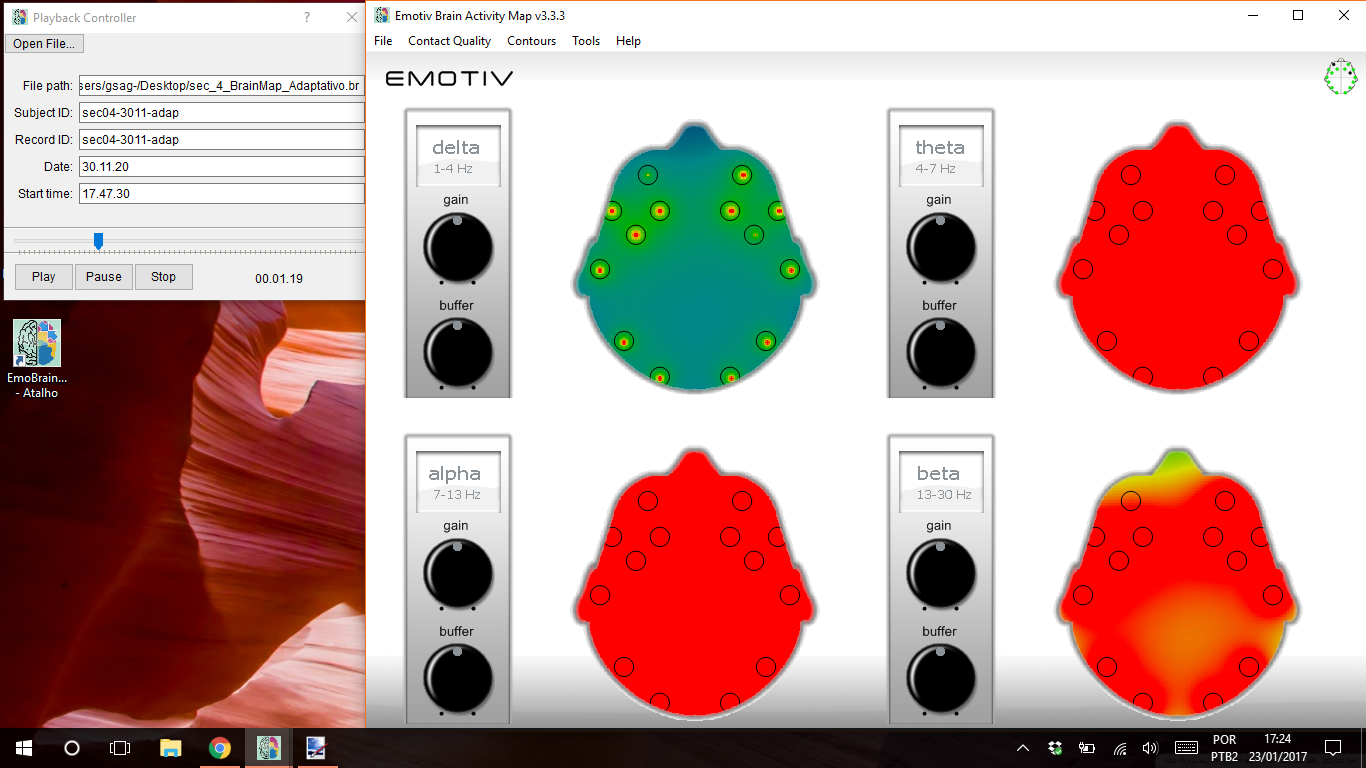 Playback Controller
?
Open File...
File path: sers/gsag-/Desktop/sec_4_BrainMap_Adaptativo.br
Subject ID: sec04-3011-adap
Record ID: sec04-3011-adap
Date: 30.11.20
Start time: 17.47.30
Play Pause Stop 00.01.19
EmoBrain...
- Atalho
Emotiv Brain Activity Map v3.3.3
File Contact Quality Contours Tools Help
EMOTIV
delta
1-4 Hz
gain
buffer
theta
4-7 Hz
gain
buffer
alpha
7-13 Hz
gain
buffer
beta
13-30 Hz
gain
buffer
POR
PTB2
17:24
23/01/2017